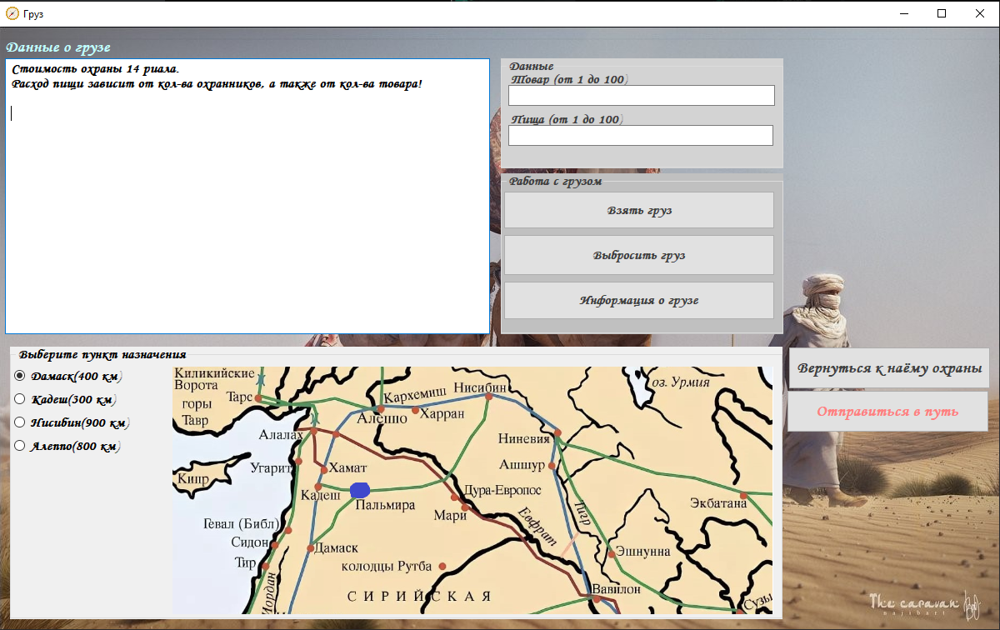 Груз
Данные о грузе
Стоимость охраны 14 риала.
Расход пищи зависит от кол-ва охранников, а также от кол-ва товара!
Данные
Товар (от 1 до 100)
Пища (от 1 до 100)
Работа с грузом
Взять груз
Выбросить груз
Информация о грузе
Выберите пункт назначения
Дамаск(400 км)
Кадеш(300 км)
Нисибин(900 км)
Алеппо(800 км)
Киликийские
Ворота
горы
Тавр
Тарс
Кархемиш
Нисибин
оз. Урмия
Алеппо
Харран
Алалах
Ниневия
Угарит
Хамат
Ашшур
Кипр
Кадеш
Пальмира
Дура-Европос
Мари
Евфрат
Тигр
Экбатана
Гевал (Библ)
Сидон
Дамаск
Эшнунна
Тир
колодцы Рутба
Иордан
СИРИЙСКАЯ
Вавилон
Сузы
Вернуться к наёму охраны
Отправиться в путь
The caravan
najibart